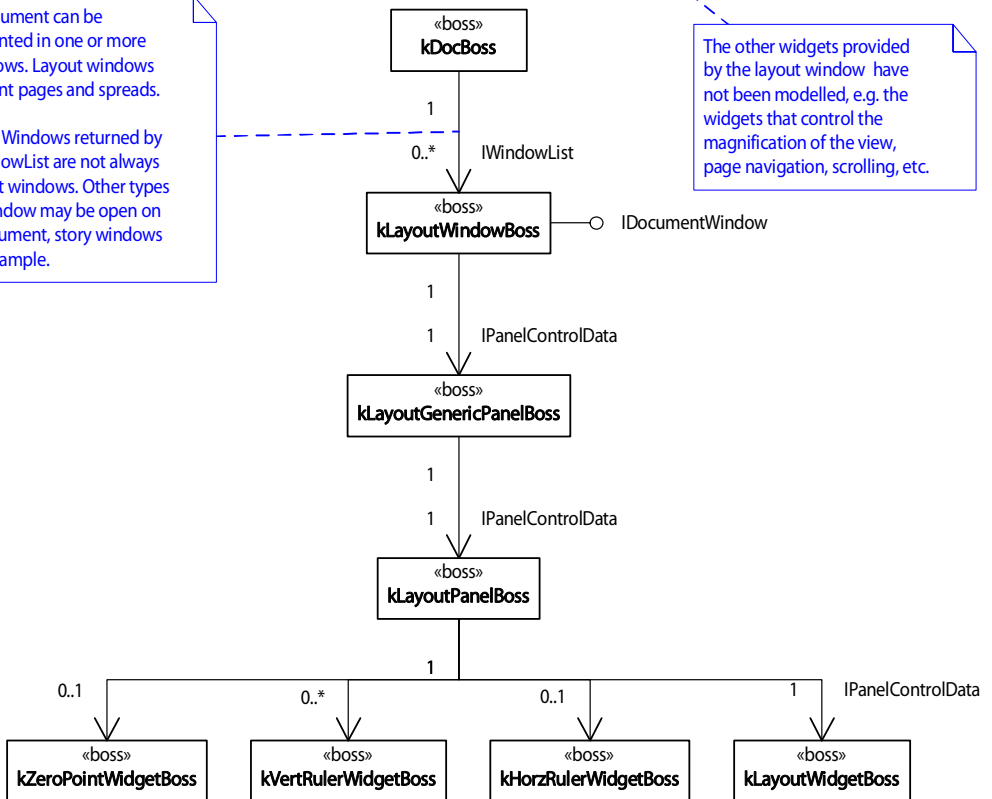 ument can be
nted in one or more
ows. Layout windows
nt pages and spreads.
Windows returned by
owList are not always
t windows. Other types
ndow may be open on
ument, story windows
ample.
«boss»
kDocBoss
The other widgets provided
by the layout window have
not been modelled, e.g. the
widgets that control the
magnification of the view,
page navigation, scrolling, etc.
1
0..* IWindowList
«boss»
kLayoutWindowBoss
IDocumentWindow
1
1 IPanelControlData
«boss»
kLayoutGenericPanelBoss
1
1 IPanelControlData
«boss»
kLayoutPanelBoss
1
0..1 0..* 0..1 1 IPanelControlData
«boss»
kZeroPointWidgetBoss
«boss»
kVertRulerWidgetBoss
«boss»
kHorzRulerWidgetBoss
«boss»
kLayoutWidgetBoss